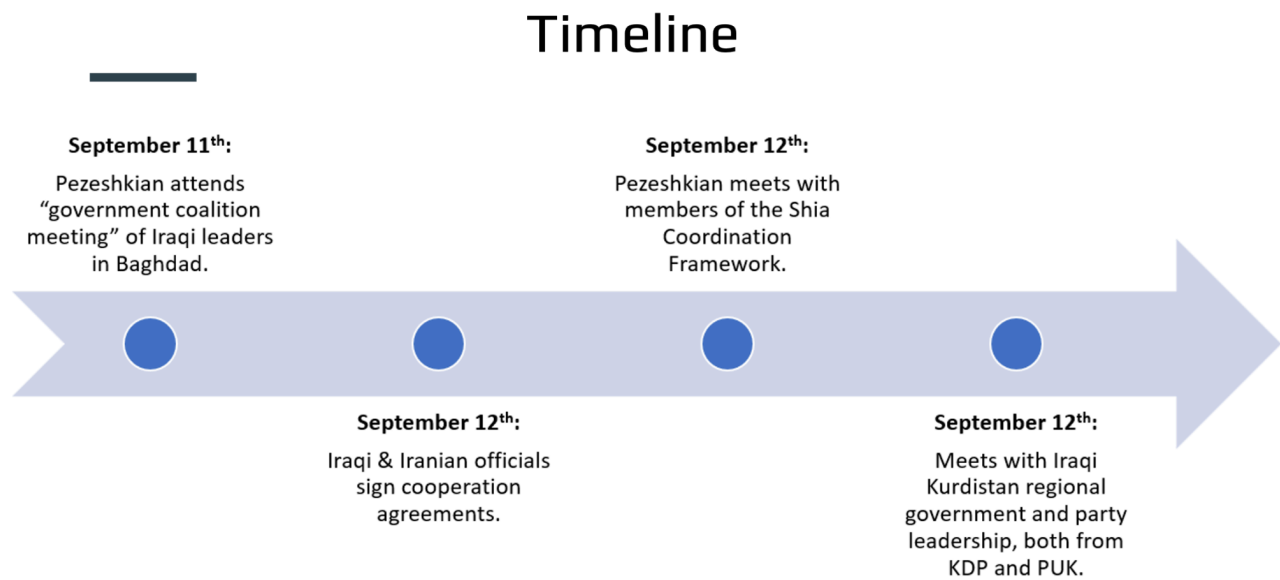 Timeline
September 11th:
Pezeshkian attends
“government coalition
meeting” of Iraqi leaders
in Baghdad.
September 12th:
Iraqi & Iranian officials
sign cooperation
agreements.
September 12th:
Pezeshkian meets with
members of the Shia
Coordination
Framework.
September 12th:
Meets with Iraqi
Kurdistan regional
government and party
leadership, both from
KDP and PUK.